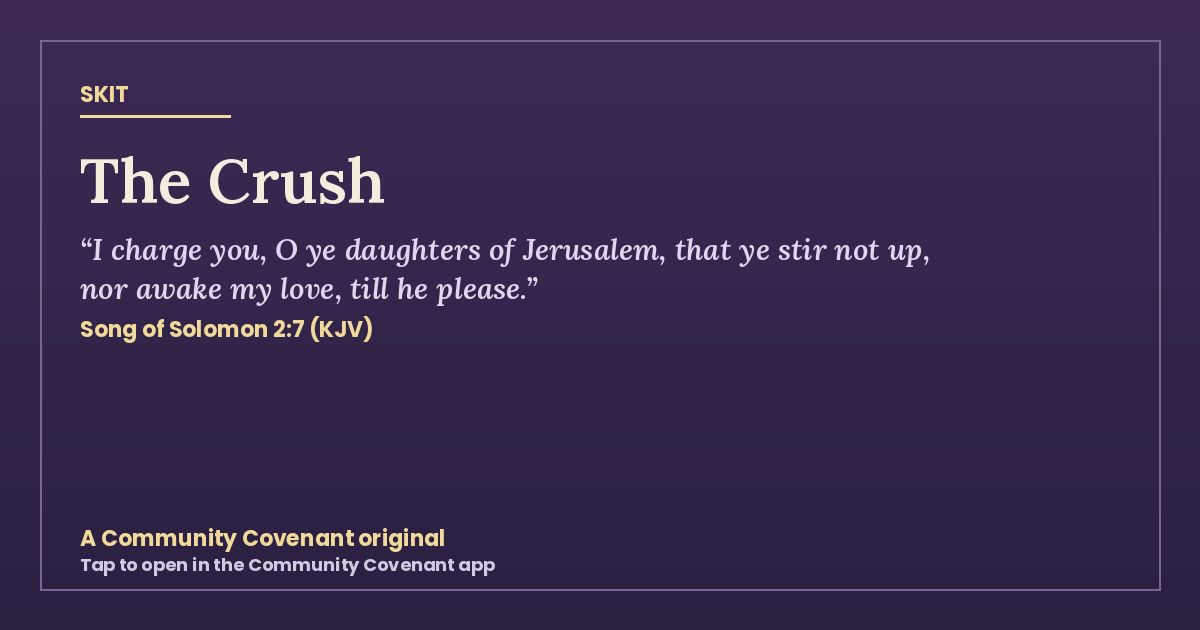 SKIT
The Crush
“I charge you, O ye daughters of Jerusalem, that ye stir not up,
nor awake my love, till he please.”
Song of Solomon 2:7 (KJV)
A Community Covenant original
Tap to open in the Community Covenant app